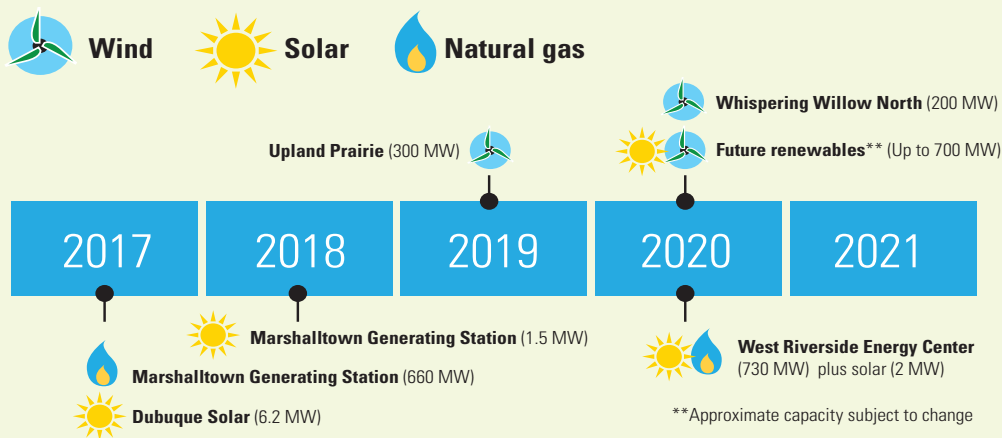 Wind
Solar
Natural gas
Whispering Willow North (200 MW)
Upland Prairie (300 MW)
Future renewables** (Up to 700 MW)
2017
2018
2019
2020
2021
Marshalltown Generating Station (1.5 MW)
West Riverside Energy Center
(730 MW) plus solar (2 MW)
Marshalltown Generating Station (660 MW)
Dubuque Solar (6.2 MW)
**Approximate capacity subject to change